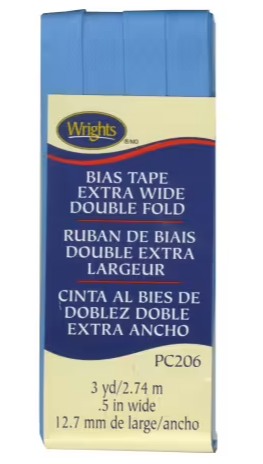 Wrights
BIAS TAPE
EXTRA WIDE
DOUBLE FOLD
RUBAN DE BIAIS
DOUBLE EXTRA
LARGEUR
CINTA AL BIES DE
DOBLEZ DOBLE
EXTRA ANCHO
PC206
3 yd/2.74 m
.5 in wide
12.7 mm de large/ancho